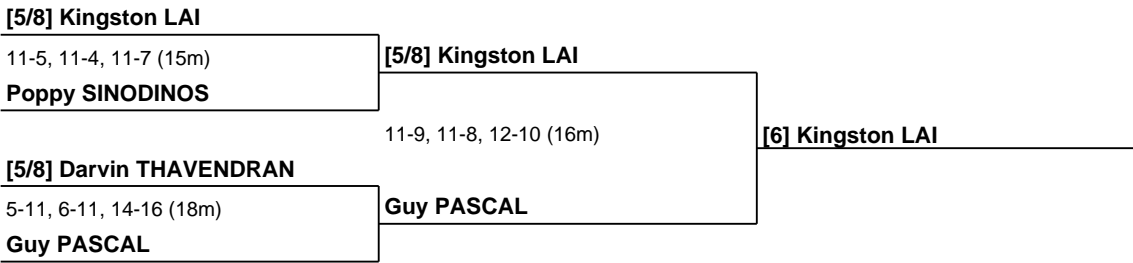 [5/8] Kingston LAI
11-5, 11-4, 11-7 (15m)
[5/8] Kingston LAI
Poppy SINODINOS
11-9, 11-8, 12-10 (16m)
[6] Kingston LAI
[5/8] Darvin THAVENDRAN
5-11, 6-11, 14-16 (18m)
Guy PASCAL
Guy PASCAL